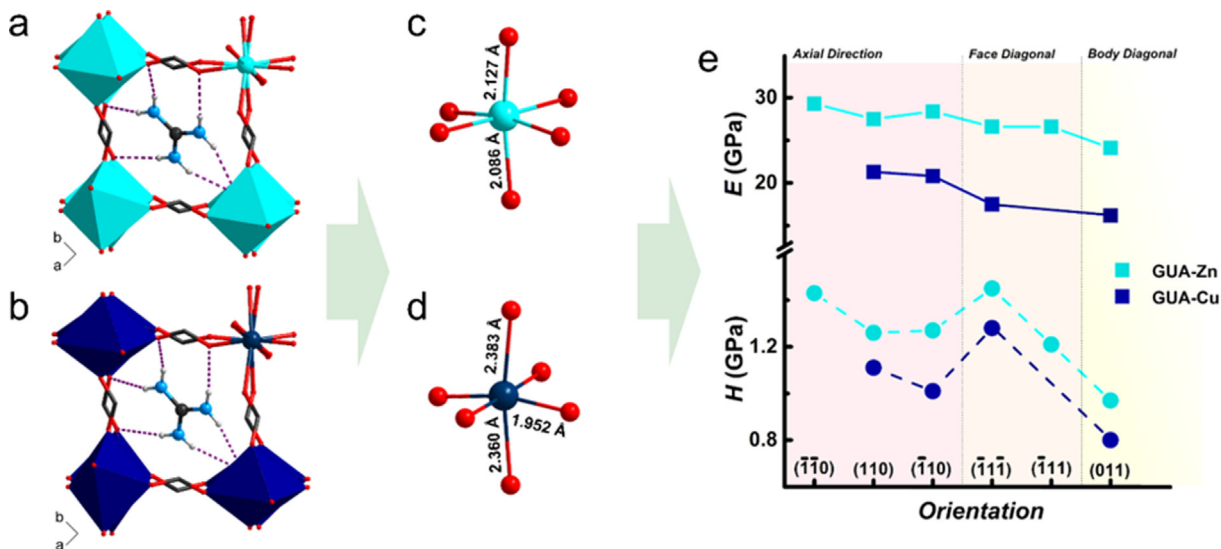 a
b
a
b
b
a
c
2.127 Å
2.086 Å
d
2.383 Å
1.952 Å
2.360 Å
e
Axial Direction
Face Diagonal
Body Diagonal
30
20
E (GPa)
GUA-Zn
GUA-Cu
1.2
0.8
H (GPa)
(1̅1̅0) (110) (1̅10) (1̅11̅) (1̅11) (011)
Orientation